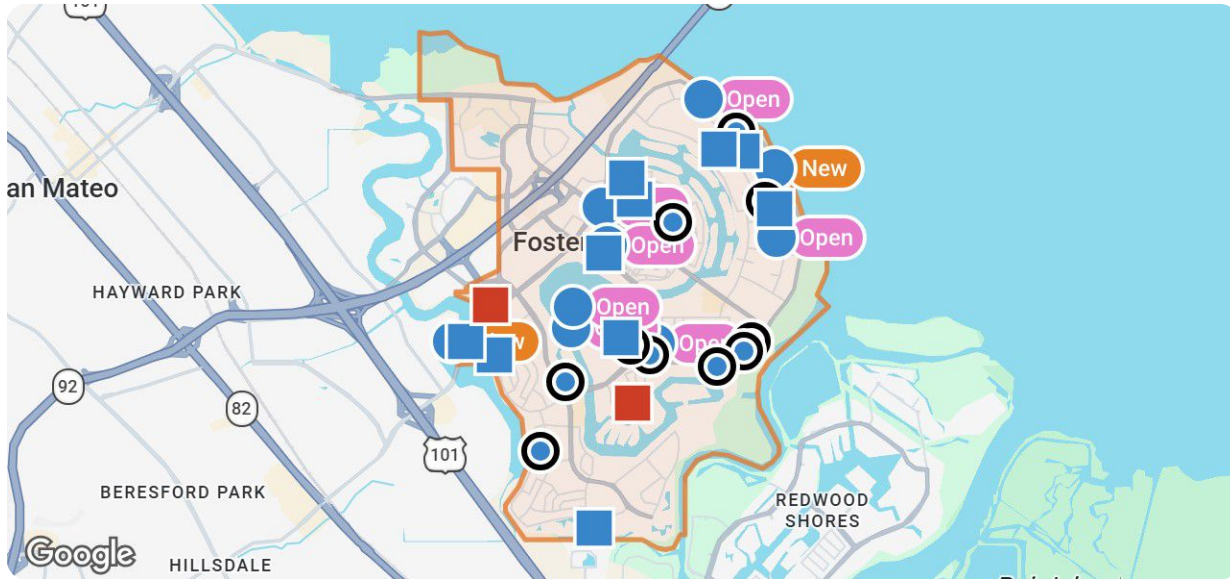 101
Open
New
an Mateo
Foster
Open
Open
HAYWARD PARK
Open
Open
92
82
101
BERESFORD PARK
REDWOOD
SHORES
Google
HILLSDALE